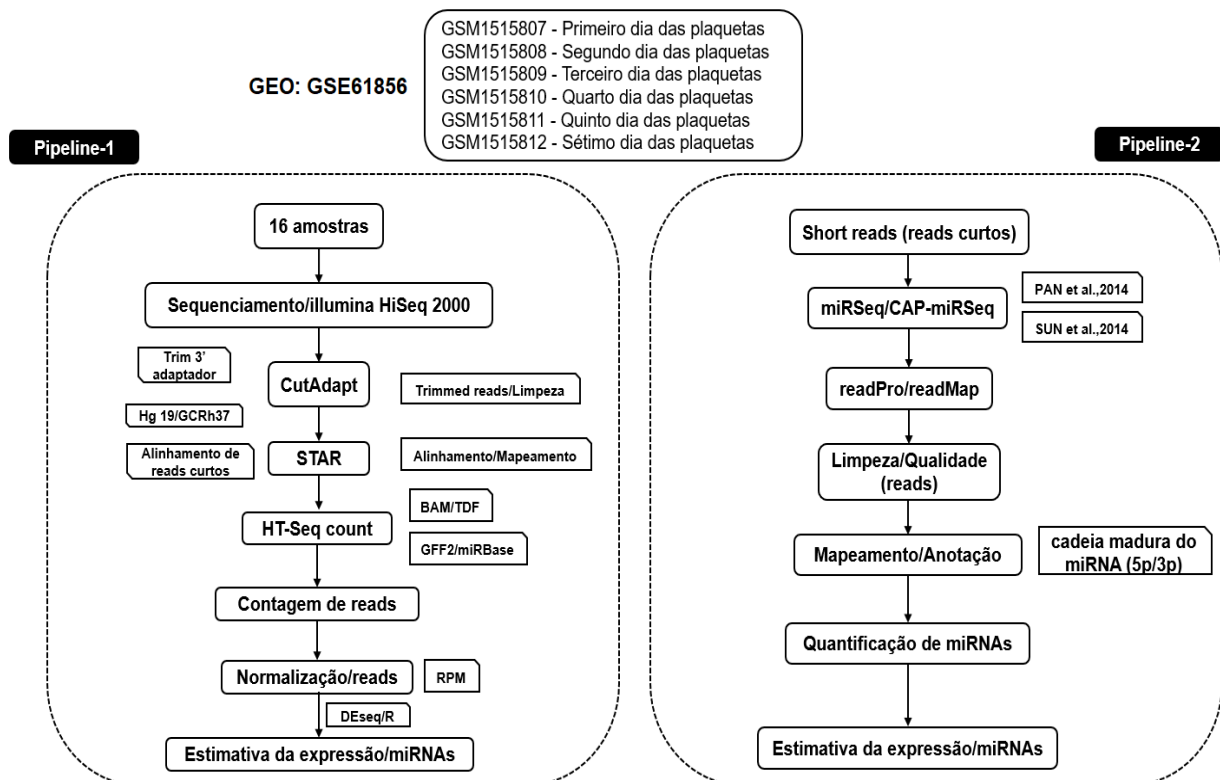 GEO: GSE61856
GSM1515807 - Primeiro dia das plaquetas
GSM1515808 - Segundo dia das plaquetas
GSM1515809 - Terceiro dia das plaquetas
GSM1515810 - Quarto dia das plaquetas
GSM1515811 - Quinto dia das plaquetas
GSM1515812 - Sétimo dia das plaquetas
Pipeline-1
16 amostras
Sequenciamento/illumina HiSeq 2000
Trim 3'
adaptador
CutAdapt
Trimmed reads/Limpeza
Hg 19/GCRh37
Alinhamento de
reads curtos
STAR
Alinhamento/Mapeamento
BAM/TDF
HT-Seq count
GFF2/miRBase
Contagem de reads
Normalização/reads
RPM
DEseq/R
Estimativa da expressão/miRNAs
Pipeline-2
Short reads (reads curtos)
miRSeq/CAP-miRSeq
PAN et al.,2014
SUN et al.,2014
readPro/readMap
Limpeza/Qualidade
(reads)
Mapeamento/Anotação
cadeia madura do
miRNA (5p/3p)
Quantificação de miRNAs
Estimativa da expressão/miRNAs